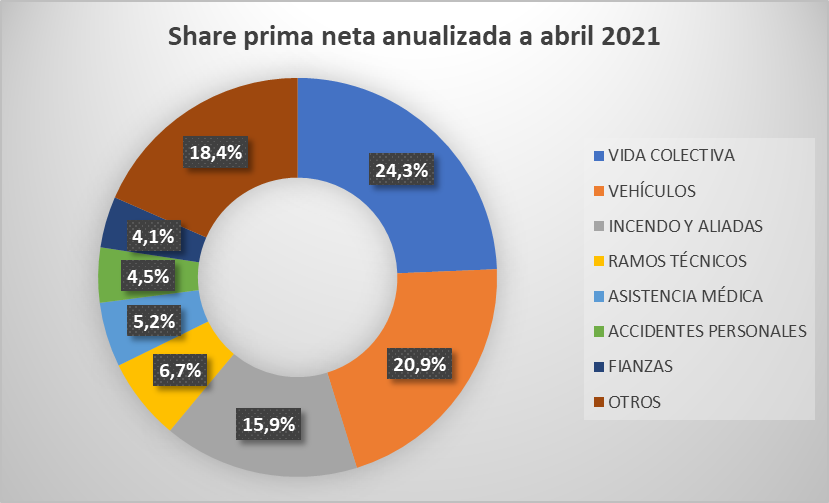 Share prima neta anualizada a abril 2021
24,3%
20,9%
15,9%
6,7%
5,2%
4,5%
4,1%
18,4%
VIDA COLECTIVA
VEHÍCULOS
INCENDO Y ALIADAS
RAMOS TÉCNICOS
ASISTENCIA MÉDICA
ACCIDENTES PERSONALES
FIANZAS
OTROS